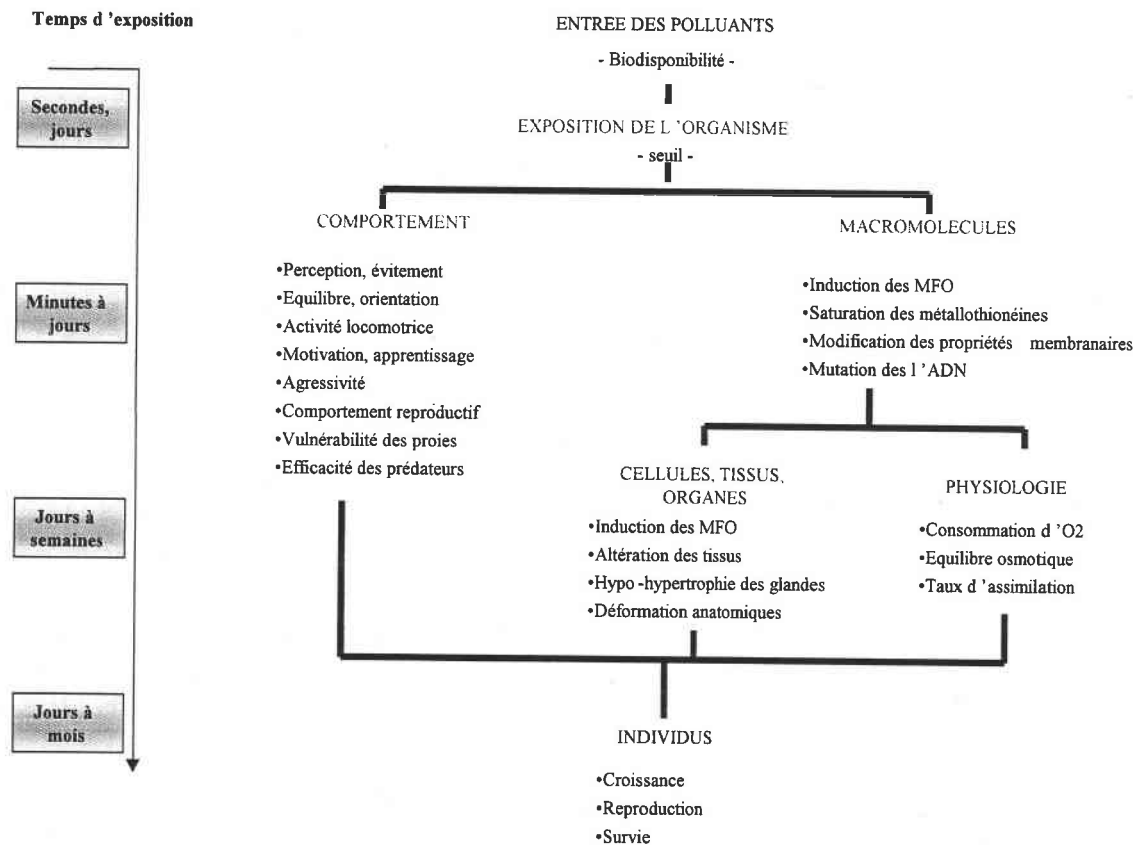 Temps d ’exposition
Secondes,
jours
Minutes à
jours
Jours à
semaines
Jours à
mois
ENTREE DES POLLUANTS
- Biodisponibilité -
EXPOSITION DE L ’ORGANISME
- seuil -
COMPORTEMENT
•Perception, évitement
•Equilibre, orientation
•Activité locomotrice
•Motivation, apprentissage
•Agressivité
•Comportement reproductif
•Vulnérabilité des proies
•Efficacité des prédateurs
MACROMOLECULES
•Induction des MFO
•Saturation des métallothionéines
•Modification des propriétés membranaires
•Mutation des l ’ADN
CELLULES, TISSUS,
ORGANES
•Induction des MFO
•Altération des tissus
•Hypo -hypertrophie des glandes
•Déformation anatomiques
PHYSIOLOGIE
•Consommation d ’O2
•Equilibre osmotique
•Taux d ’assimilation
INDIVIDUS
•Croissance
•Reproduction
•Survie